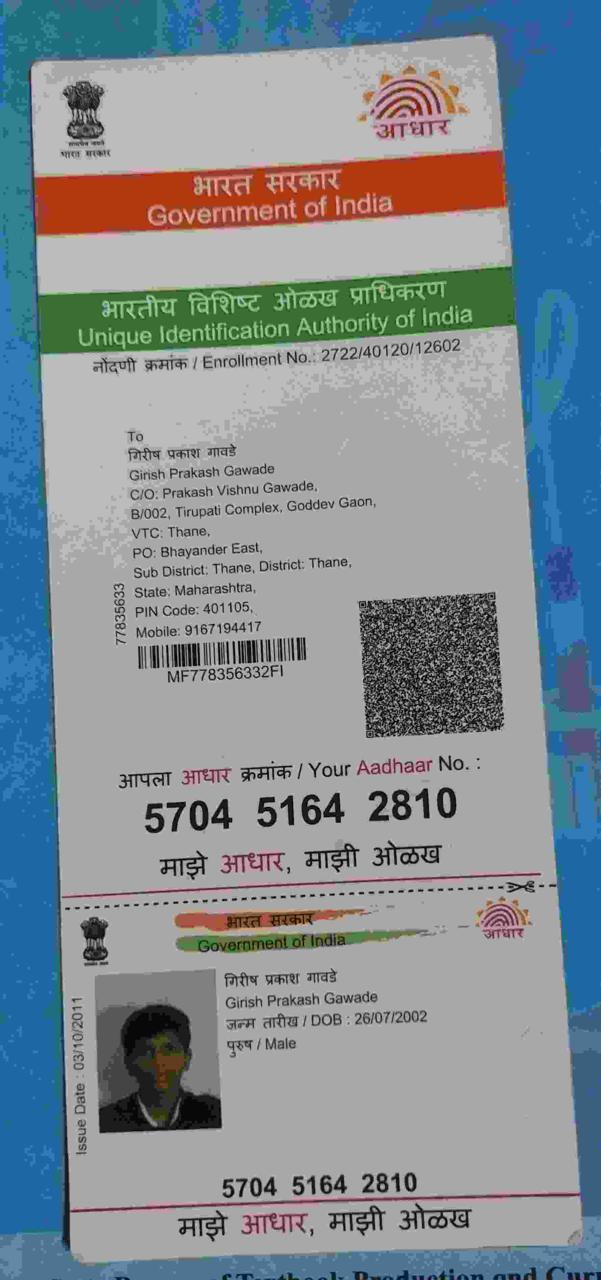 सत्यमेव जयते
भारत सरकार
आधार
भारत सरकार
Government of India
भारतीय विशिष्ट ओळख प्राधिकरण
Unique Identification Authority of India
नोंदणी क्रमांक / Enrollment No.: 2722/40120/12602
To
गिरीष प्रकाश गावडे
Girish Prakash Gawade
C/O: Prakash Vishnu Gawade,
B/002, Tirupati Complex, Goddev Gaon,
VTC: Thane,
PO: Bhayander East,
Sub District: Thane, District: Thane,
State: Maharashtra,
PIN Code: 401105,
Mobile: 9167194417
77835633
MF778356332FI
आपला आधार क्रमांक / Your Aadhaar No. :
5704 5164 2810
माझे आधार, माझी ओळख
भारत सरकार
Government of India
आधार
गिरीष प्रकाश गावडे
Girish Prakash Gawade
जन्म तारीख / DOB : 26/07/2002
पुरुष / Male
Issue Date : 03/10/2011
5704 5164 2810
माझे आधार, माझी ओळख
of Textbook Production and Curr